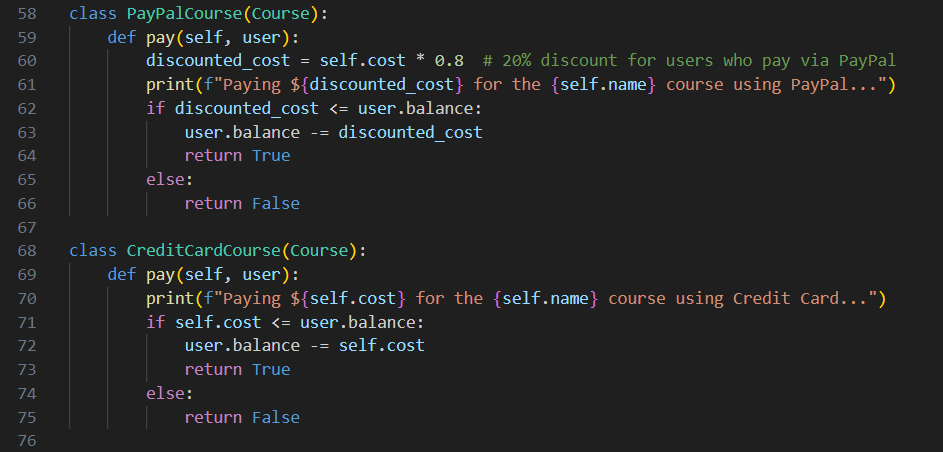 58 class PayPalCourse(Course):
59     def pay(self, user):
60         discounted_cost = self.cost * 0.8  # 20% discount for users who pay via PayPal
61         print(f"Paying ${discounted_cost} for the {self.name} course using PayPal...")
62         if discounted_cost <= user.balance:
63             user.balance -= discounted_cost
64             return True
65         else:
66             return False
67
68 class CreditCardCourse(Course):
69     def pay(self, user):
70         print(f"Paying ${self.cost} for the {self.name} course using Credit Card...")
71         if self.cost <= user.balance:
72             user.balance -= self.cost
73             return True
74         else:
75             return False
76